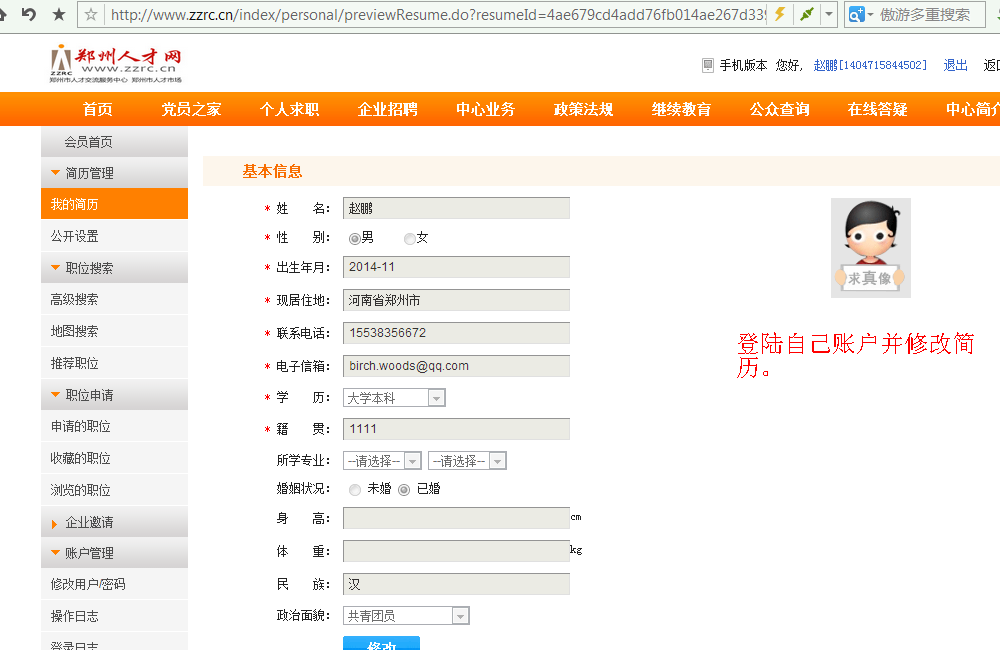 http://www.zzrc.cn/index/personal/previewResume.do?resumeId=4ae679cd4add76fb014ae267d339
傲游多重搜索
郑州人才网
www.zzrc.cn
ZZRC
郑州市人才交流服务中心 郑州市人才市场
手机版本 您好, 赵鹏[1404715844502] 退出 返回
首页 党员之家 个人求职 企业招聘 中心业务 政策法规 继续教育 公众查询 在线答疑 中心简介
会员首页
简历管理
我的简历
公开设置
职位搜索
高级搜索
地图搜索
推荐职位
职位申请
申请的职位
收藏的职位
浏览的职位
企业邀请
账户管理
修改用户/密码
操作日志
登录日志
基本信息
* 姓 名: 赵鹏
* 性 别: 男 女
* 出生年月: 2014-11
* 现居住地: 河南省郑州市
* 联系电话: 15538356672
* 电子信箱: birch.woods@qq.com
* 学 历: 大学本科
* 籍 贯: 1111
所学专业: --请选择-- --请选择--
婚姻状况: 未婚 已婚
身 高: cm
体 重: kg
民 族: 汉
政治面貌: 共青团员
修改
求真像
登陆自己账户并修改简
历。